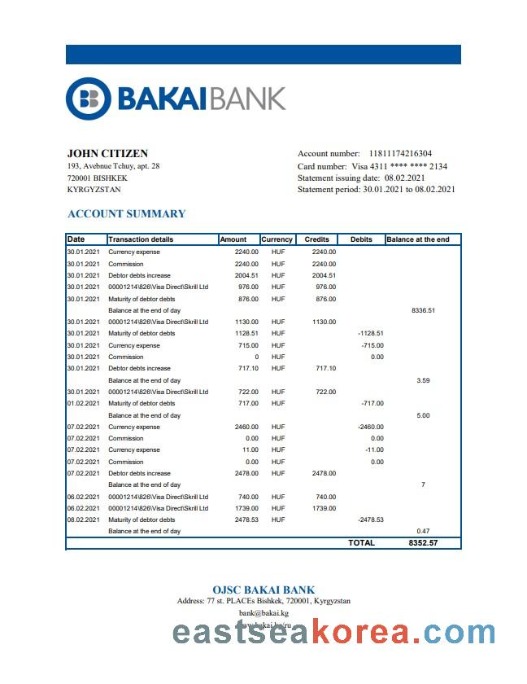 BAKAI BANK
JOHN CITIZEN
193, Avebnue Tchuy, apt. 28
720001 BISHKEK
KYRGYZSTAN
Account number: 11811174216304
Card number: Visa 4311 **** **** 2134
Statement issuing date: 08.02.2021
Statement period: 30.01.2021 to 08.02.2021
ACCOUNT SUMMARY
Date Transaction details Amount Currency Credits Debits Balance at the end
30.01.2021 Currency expense 2240.00 HUF 2240.00
30.01.2021 Commission 2240.00 HUF 2240.00
30.01.2021 Debtor debts increase 2004.51 HUF 2004.51
30.01.2021 00001214\826\Visa Direct\Skrill Ltd 976.00 HUF 976.00
30.01.2021 Maturity of debtor debts 876.00 HUF 876.00
Balance at the end of day 8336.51
30.01.2021 00001214\826\Visa Direct\Skrill Ltd 1130.00 HUF 1130.00
30.01.2021 Maturity of debtor debts 1128.51 HUF -1128.51
30.01.2021 Currency expense 715.00 HUF -715.00
30.01.2021 Commission 0 HUF 0.00
30.01.2021 Debtor debts increase 717.10 HUF 717.10
Balance at the end of day 3.59
30.01.2021 00001214\826\Visa Direct\Skrill Ltd 722.00 HUF 722.00
01.02.2021 Maturity of debtor debts 717.00 HUF -717.00
Balance at the end of day 5.00
07.02.2021 Currency expense 2460.00 HUF -2460.00
07.02.2021 Commission 0.00 HUF 0.00
07.02.2021 Currency expense 11.00 HUF -11.00
07.02.2021 Commission 0.00 HUF 0.00
07.02.2021 Debtor debts increase 2478.00 HUF 2478.00
Balance at the end of day 7
06.02.2021 00001214\826\Visa Direct\Skrill Ltd 740.00 HUF 740.00
08.02.2021 00001214\826\Visa Direct\Skrill Ltd 1739.00 HUF 1739.00
08.02.2021 Maturity of debtor debts 2478.53 HUF -2478.53
Balance at the end of day 0.47
TOTAL 8352.57
OJSC BAKAI BANK
Address: 77 st. PLACEs Bishkek, 720001, Kyrgyzstan
bank@bakai.kg
eastseakorea.com